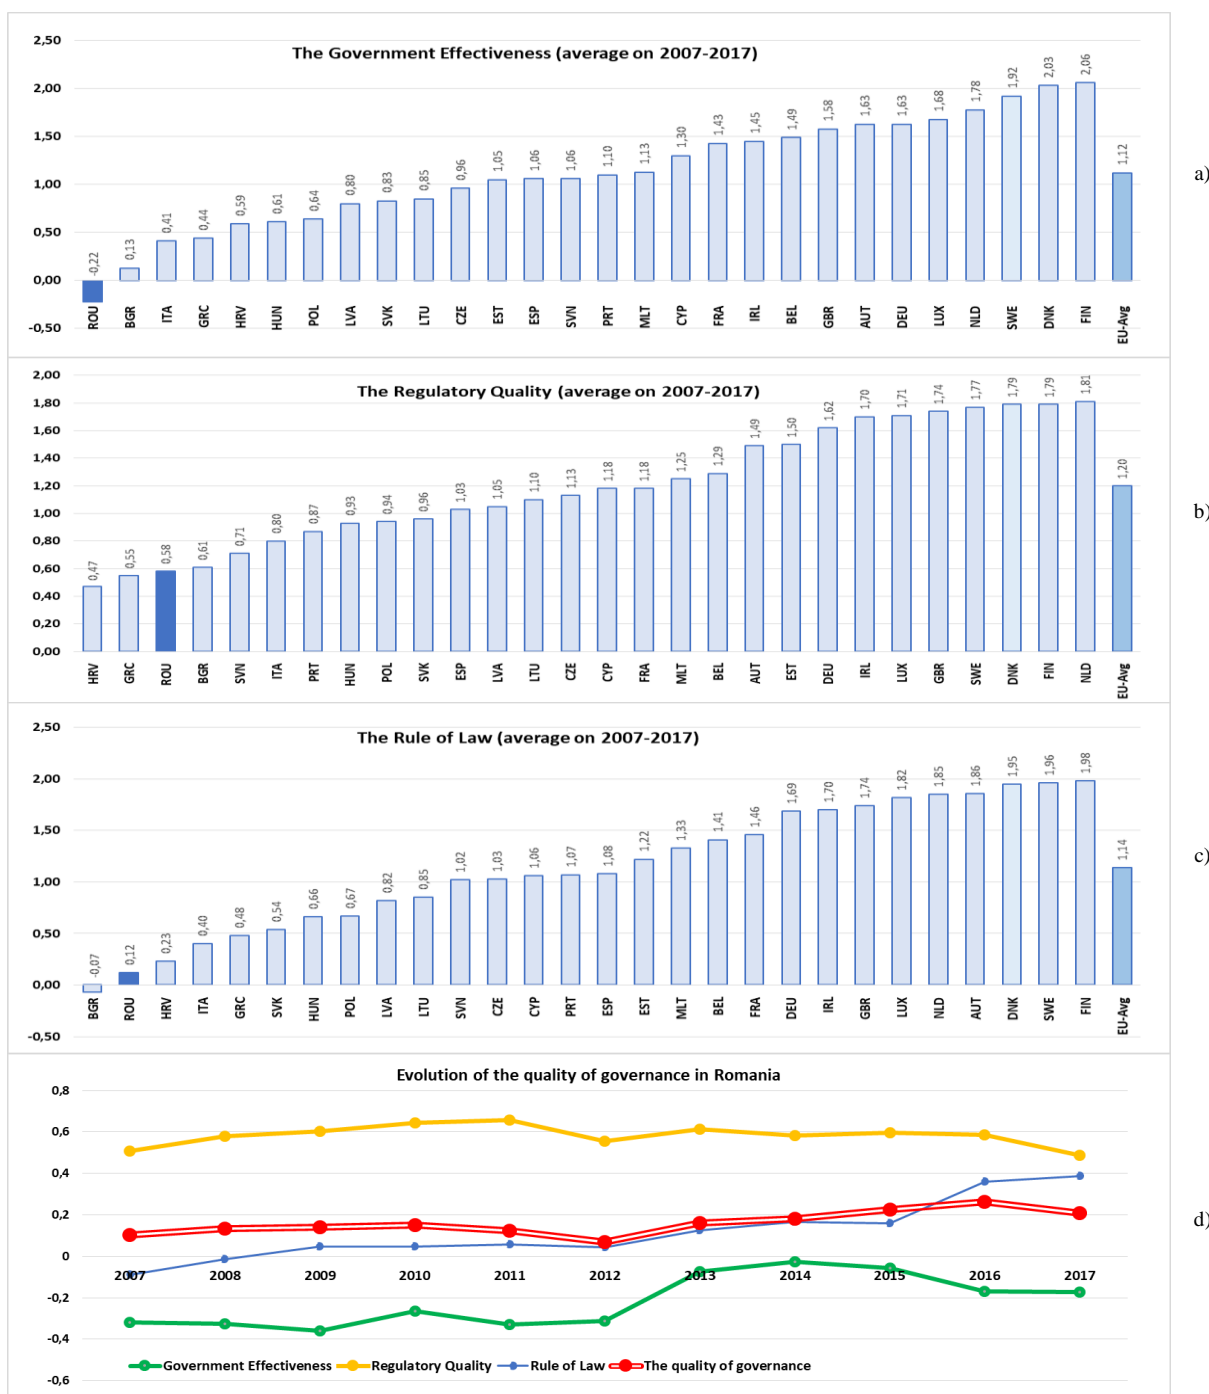 The Government Effectiveness (average on 2007-2017)
2,50
2,00
1,50
1,00
0,50
0,00
-0,50
-0,22 0,13 0,41 0,44 0,59 0,61 0,64 0,80 0,83 0,85 0,96 1,05 1,06 1,06 1,10 1,13 1,30 1,43 1,45 1,49 1,58 1,63 1,63 1,68 1,78 1,92 2,03 2,06 1,12
ROU BGR ITA GRC HRV HUN POL LVA SVK LTU CZE EST ESP SVN PRT MLT CYP FRA IRL BEL GBR AUT DEU LUX NLD SWE DNK FIN EU-Avg
a)
The Regulatory Quality (average on 2007-2017)
2,00
1,80
1,60
1,40
1,20
1,00
0,80
0,60
0,40
0,20
0,00
0,47 0,55 0,58 0,61 0,71 0,80 0,87 0,93 0,94 0,96 1,03 1,05 1,10 1,13 1,18 1,18 1,25 1,29 1,49 1,50 1,62 1,70 1,71 1,74 1,77 1,79 1,79 1,81 1,20
HRV GRC ROU BGR SVN ITA PRT HUN POL SVK ESP LVA LTU CZE CYP FRA MLT BEL AUT EST DEU IRL LUX GBR SWE DNK FIN NLD EU-Avg
b)
The Rule of Law (average on 2007-2017)
2,50
2,00
1,50
1,00
0,50
0,00
-0,50
-0,07 0,12 0,23 0,40 0,48 0,54 0,66 0,67 0,82 0,85 1,02 1,03 1,06 1,07 1,08 1,22 1,33 1,41 1,46 1,69 1,70 1,74 1,82 1,85 1,86 1,95 1,96 1,98 1,14
BGR ROU HRV ITA GRC SVK HUN POL LVA LTU SVN CZE CYP PRT ESP EST MLT BEL FRA DEU IRL GBR LUX NLD AUT DNK SWE FIN EU-Avg
c)
Evolution of the quality of governance in Romania
0,8
0,6
0,4
0,2
0
-0,2
-0,4
-0,6
2007 2008 2009 2010 2011 2012 2013 2014 2015 2016 2017
Government Effectiveness Regulatory Quality Rule of Law The quality of governance
d)